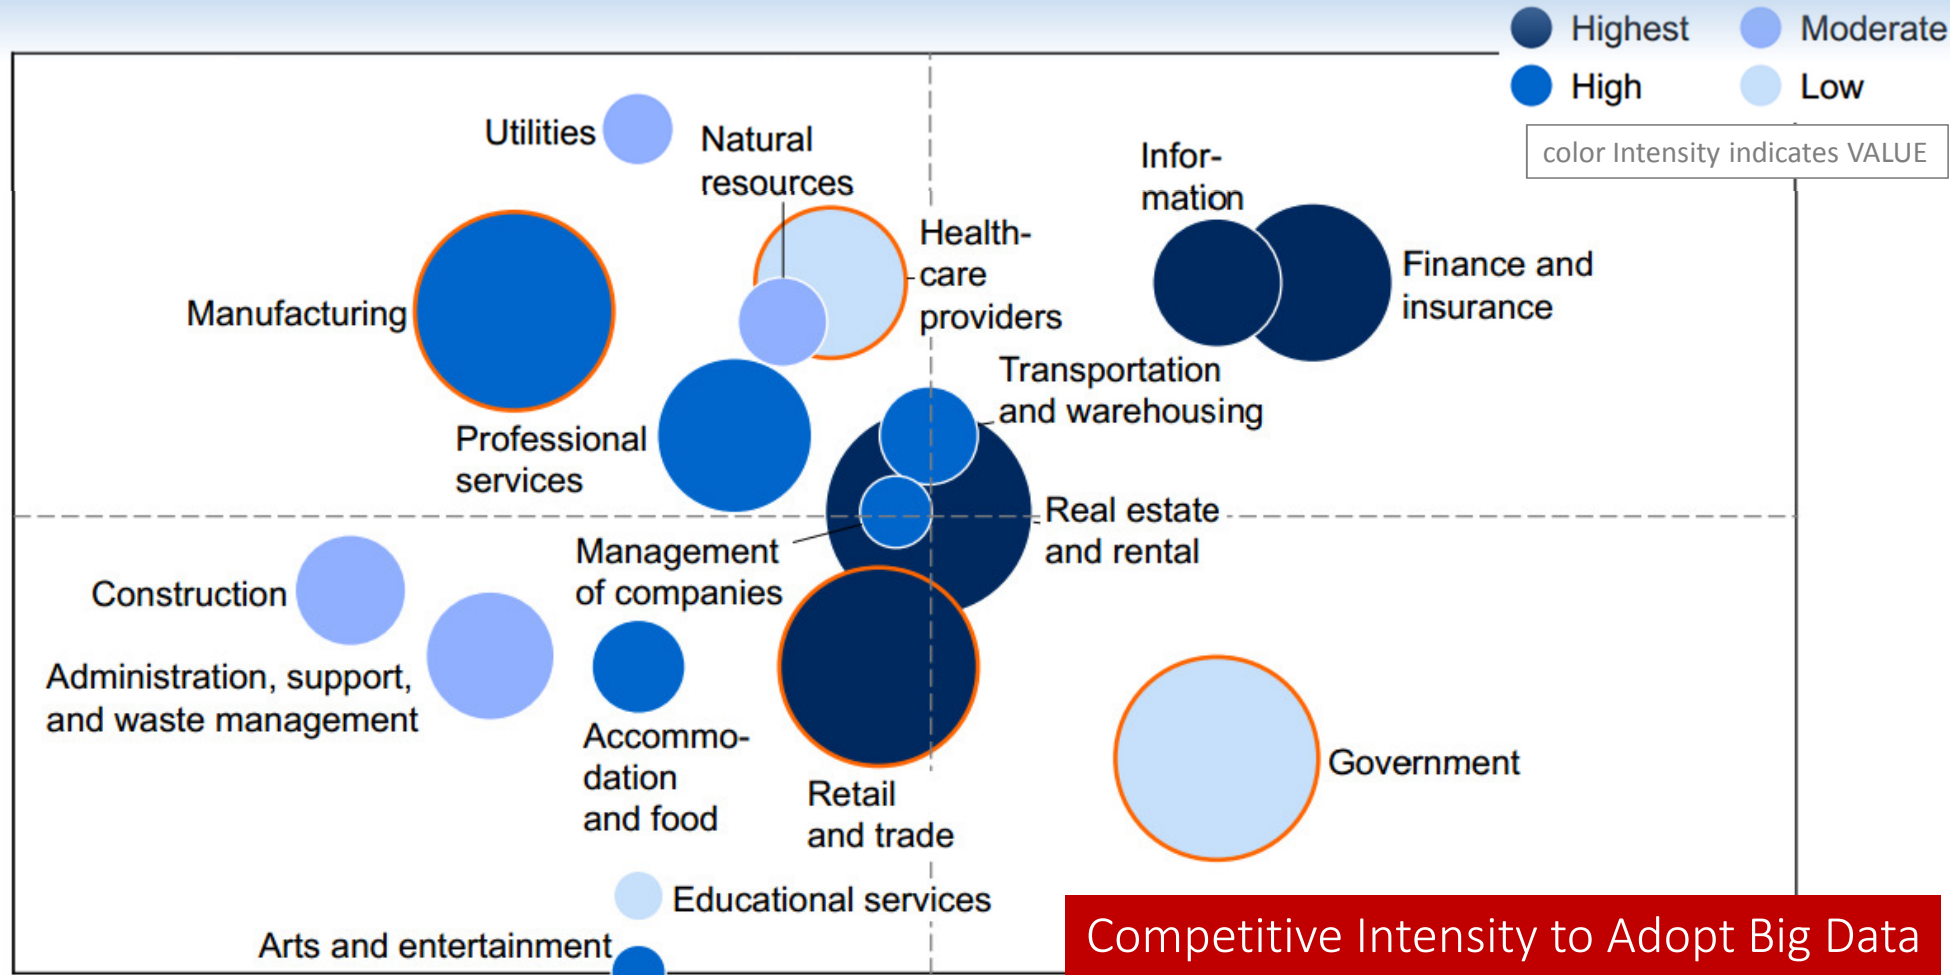 Highest
Moderate
High
Low
color Intensity indicates VALUE
Utilities
Natural
resources
Infor-
mation
Health-
care
providers
Finance and
insurance
Manufacturing
Transportation
and warehousing
Professional
services
Real estate
and rental
Management
of companies
Construction
Administration, support,
and waste management
Accommo-
dation
and food
Retail
and trade
Government
Educational services
Arts and entertainment
Competitive Intensity to Adopt Big Data